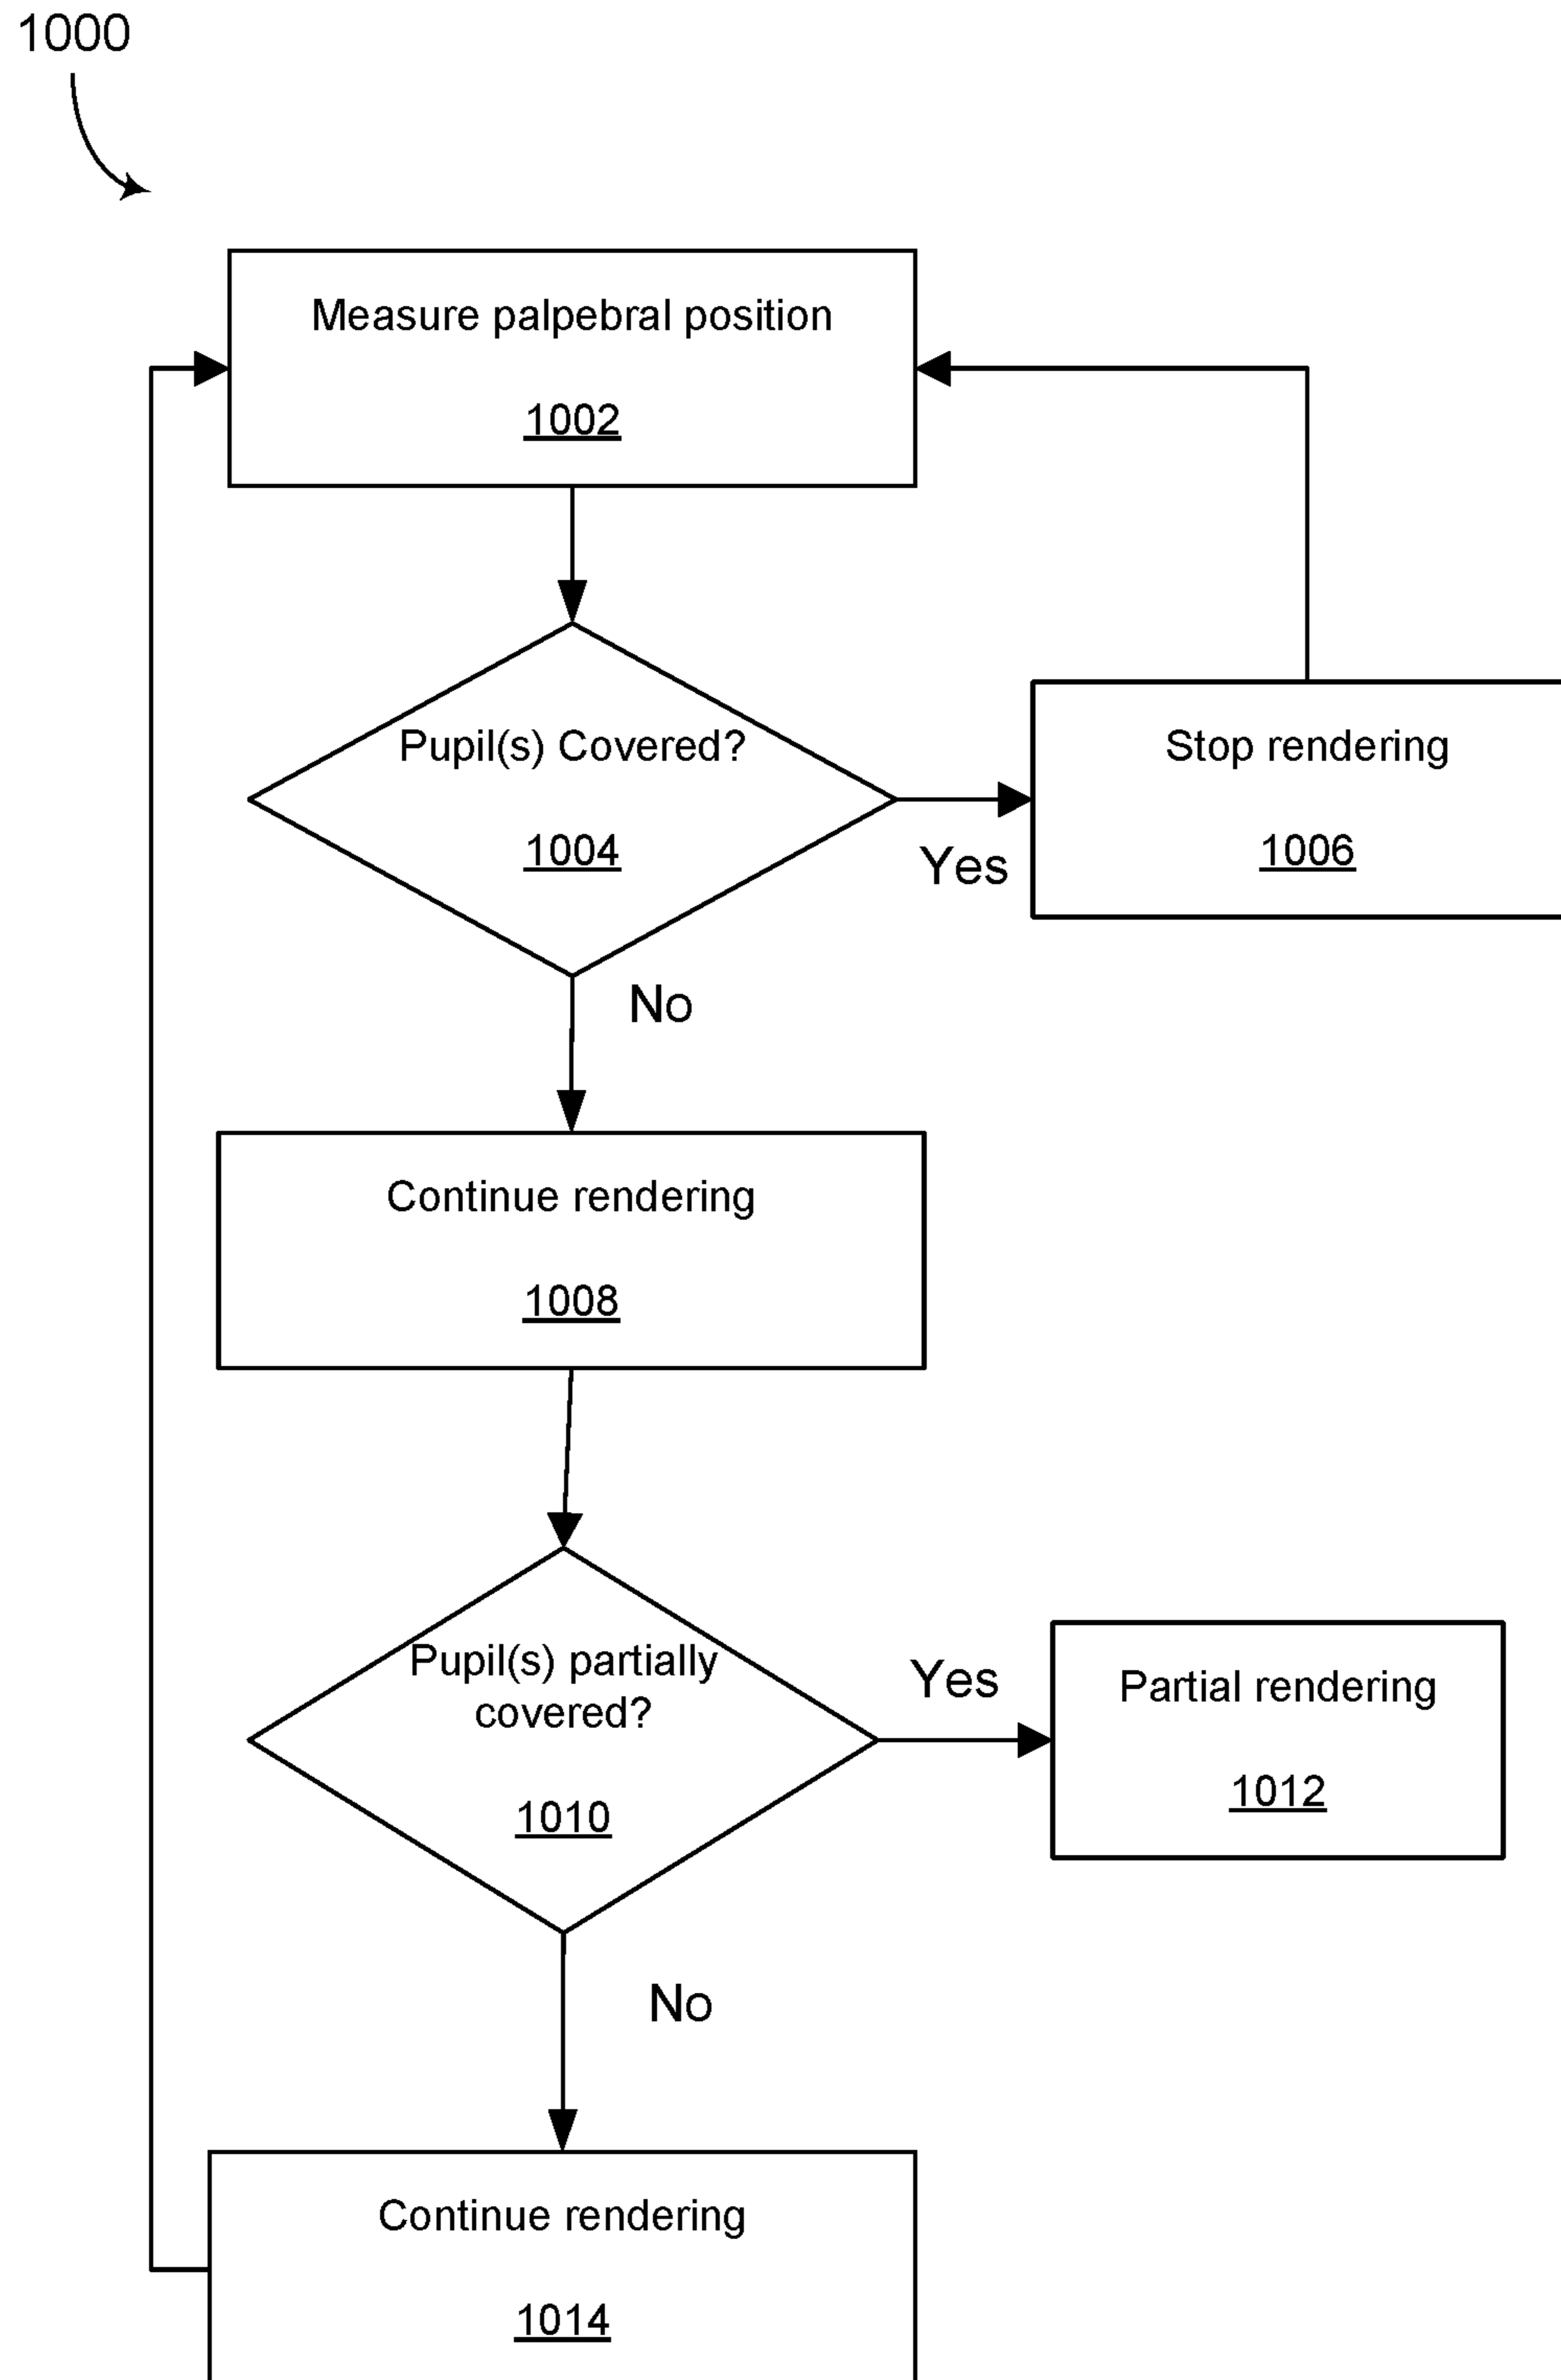 1000
Measure palpebral position
1002
Pupil(s) Covered?
1004
Yes
Stop rendering
1006
No
Continue rendering
1008
Pupil(s) partially
covered?
1010
Yes
Partial rendering
1012
No
Continue rendering
1014